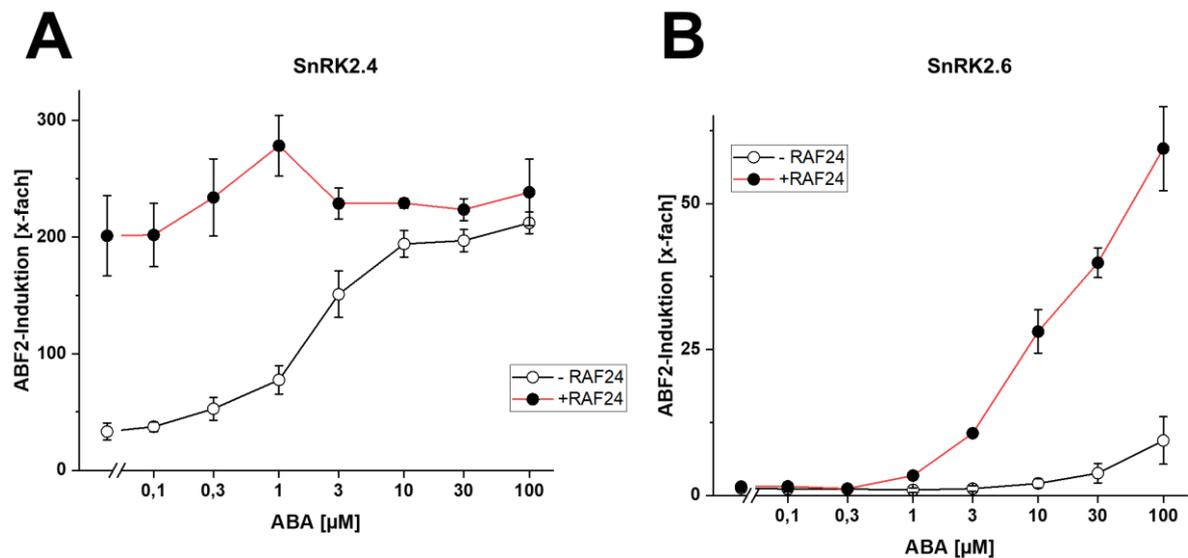 A
SnRK2.4
ABF2-Induktion [x-fach]
300
200
100
0
- RAF24
+RAF24
0,1 0,3 1 3 10 30 100
ABA [µM]
B
SnRK2.6
ABF2-Induktion [x-fach]
- RAF24
+RAF24
50
25
0
0,1 0,3 1 3 10 30 100
ABA [µM]